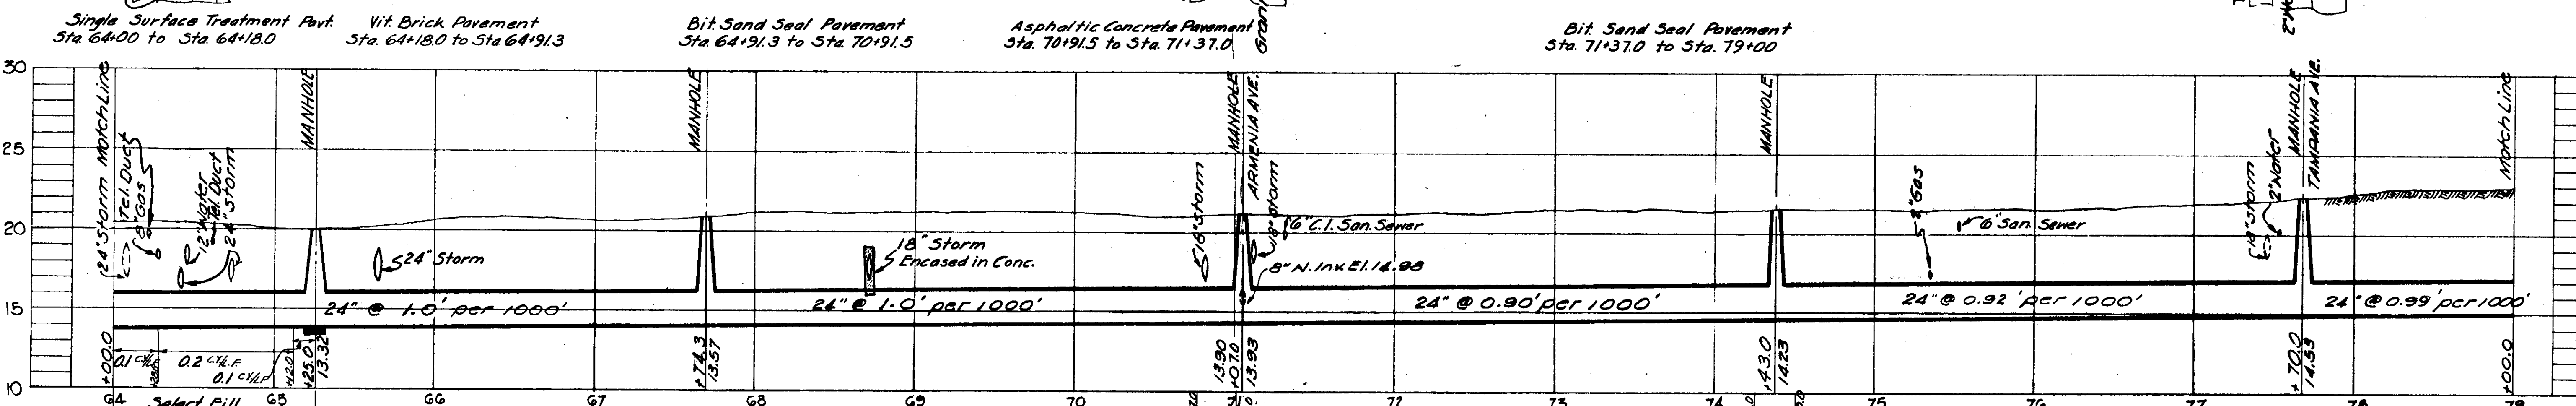 Single Surface Treatment Pavt.
Sta. 64+00 to Sta. 64+18.0
Vit. Brick Pavement
Sta. 64+18.0 to Sta 64+91.3
Bit. Sand Seal Pavement
Sta. 64+91.3 to Sta. 70+91.5
Asphaltic Concrete Pavement
Sta. 70+91.5 to Sta. 71+37.0
Bit. Sand Seal Pavement
Sta. 71+37.0 to Sta. 79+00
30
25
20
15
10
24" Storm Match Line
Tel. Duct
8" Gas
12" Water
Tel. Duct
24" Storm
MANHOLE
24" Storm
MANHOLE
18" Storm
Encased in Conc.
18" Storm
MANHOLE
ARMENIA AVE.
18" Storm
6" C.I. San. Sewer
8" N. Inv. El. 14.98
MANHOLE
2" Gas
6" San. Sewer
18" Storm
2" Water
MANHOLE
TAMPANIA AVE.
Match Line
24" @ 1.0' per 1000'
24" @ 1.0' per 1000'
24" @ 0.90' per 1000'
24" @ 0.92' per 1000'
24" @ 0.99' per 1000'
+00.0
0.1 CY/LF
0.2 CY/L.F.
0.1 CY/LF
+12.0
+25.0
13.32
+74.3
13.57
13.90
+07.0
13.93
+43.0
14.23
+70.0
14.53
+00.0
64
Select Fill
65
66
67
68
69
70
71
72
73
74
75
76
77
78
79